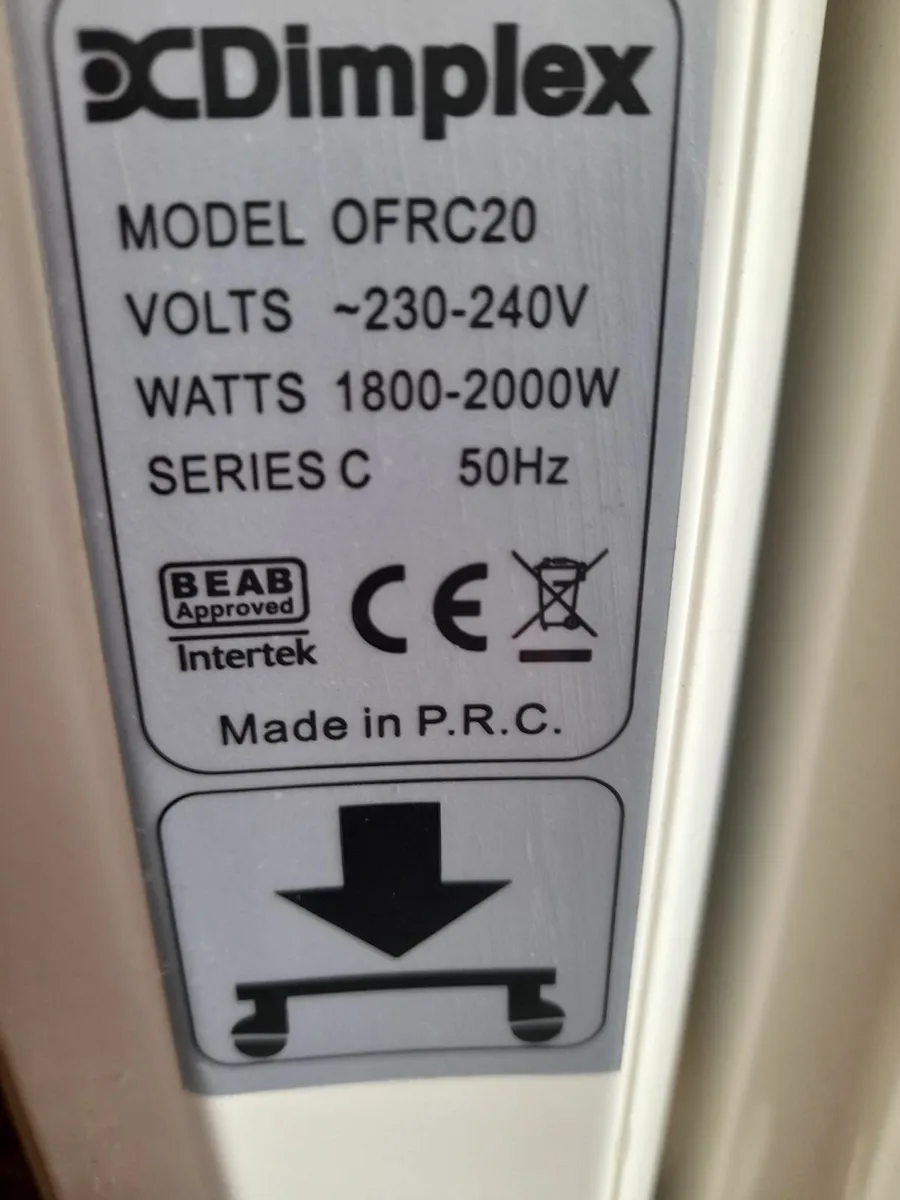 Dimplex
MODEL OFRC20
VOLTS ~230-240V
WATTS 1800-2000W
SERIES C 50Hz
BEAB
Approved
Intertek
CE
Made in P.R.C.